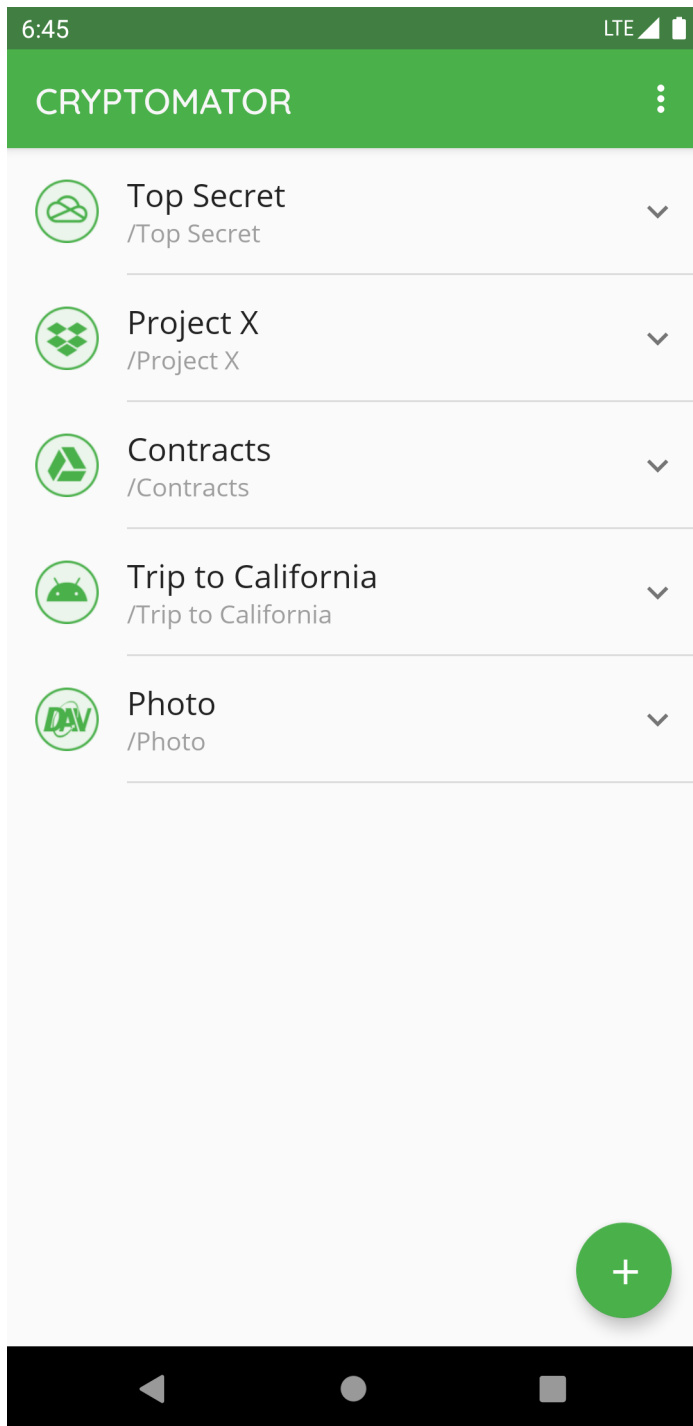 6:45 LTE
CRYPTOMATOR
Top Secret
/Top Secret
Project X
/Project X
Contracts
/Contracts
Trip to California
/Trip to California
DAV
Photo
/Photo
+